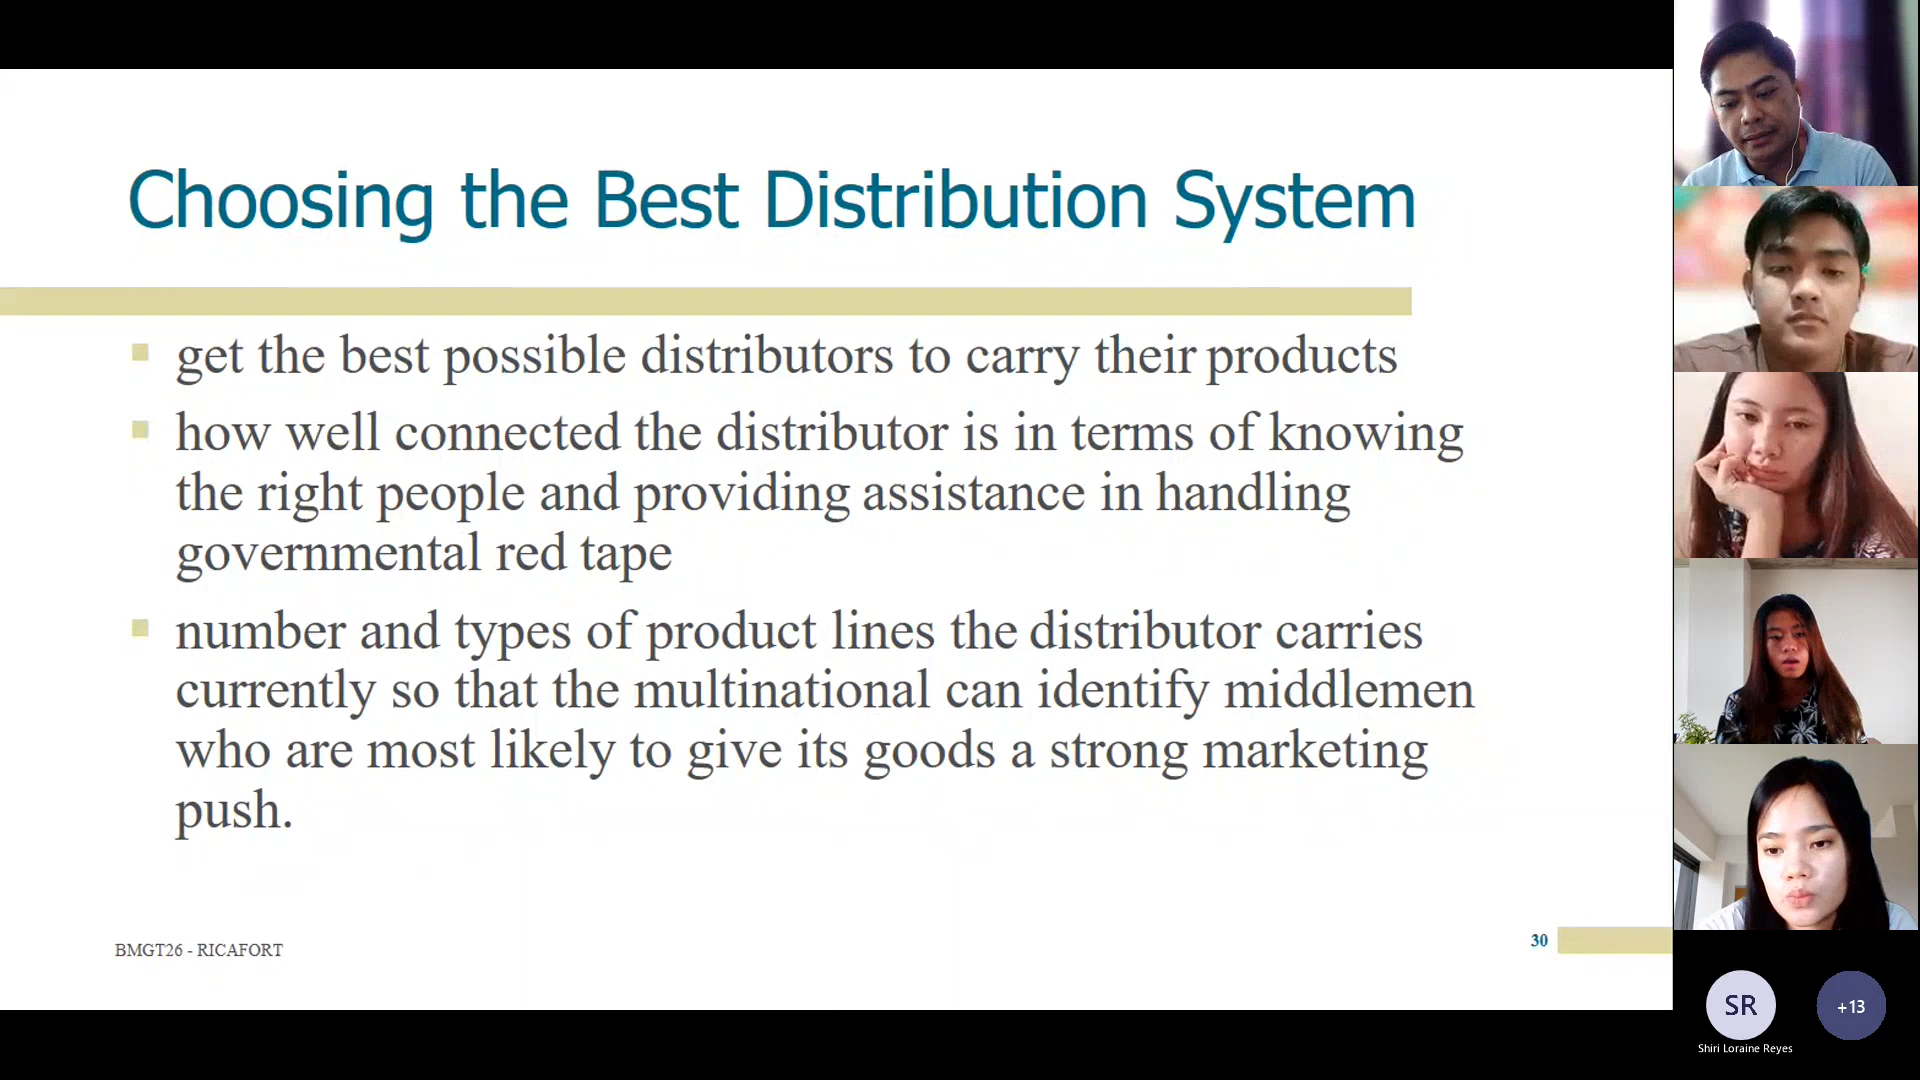 Choosing the Best Distribution System
get the best possible distributors to carry their products
how well connected the distributor is in terms of knowing
the right people and providing assistance in handling
governmental red tape
number and types of product lines the distributor carries
currently so that the multinational can identify middlemen
who are most likely to give its goods a strong marketing
push.
BMGT26 - RICAFORT
30
SR
+13
Shiri Loraine Reyes